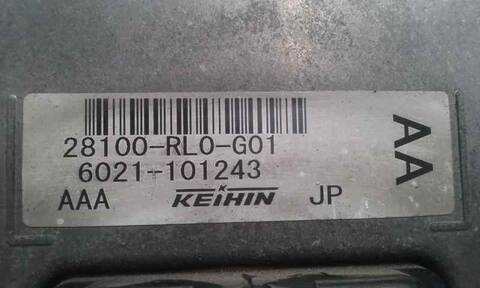 28100-RL0-G01
6021-101243
AAA KEIHIN JP
AA